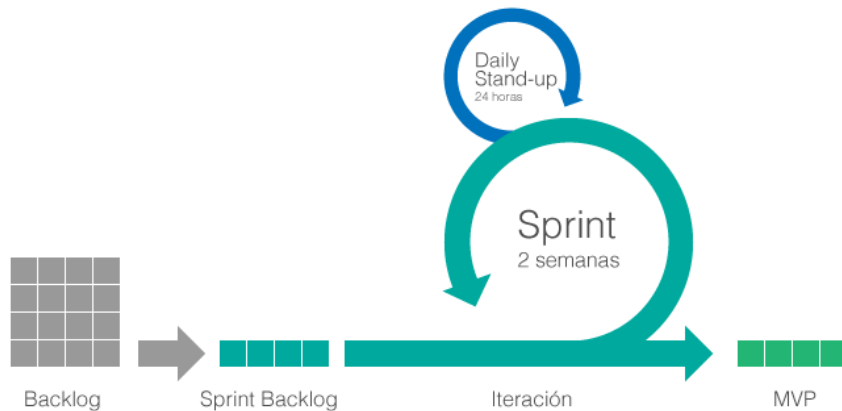 Daily
Stand-up
24 horas
Sprint
2 semanas
Backlog
Sprint Backlog
Iteración
MVP